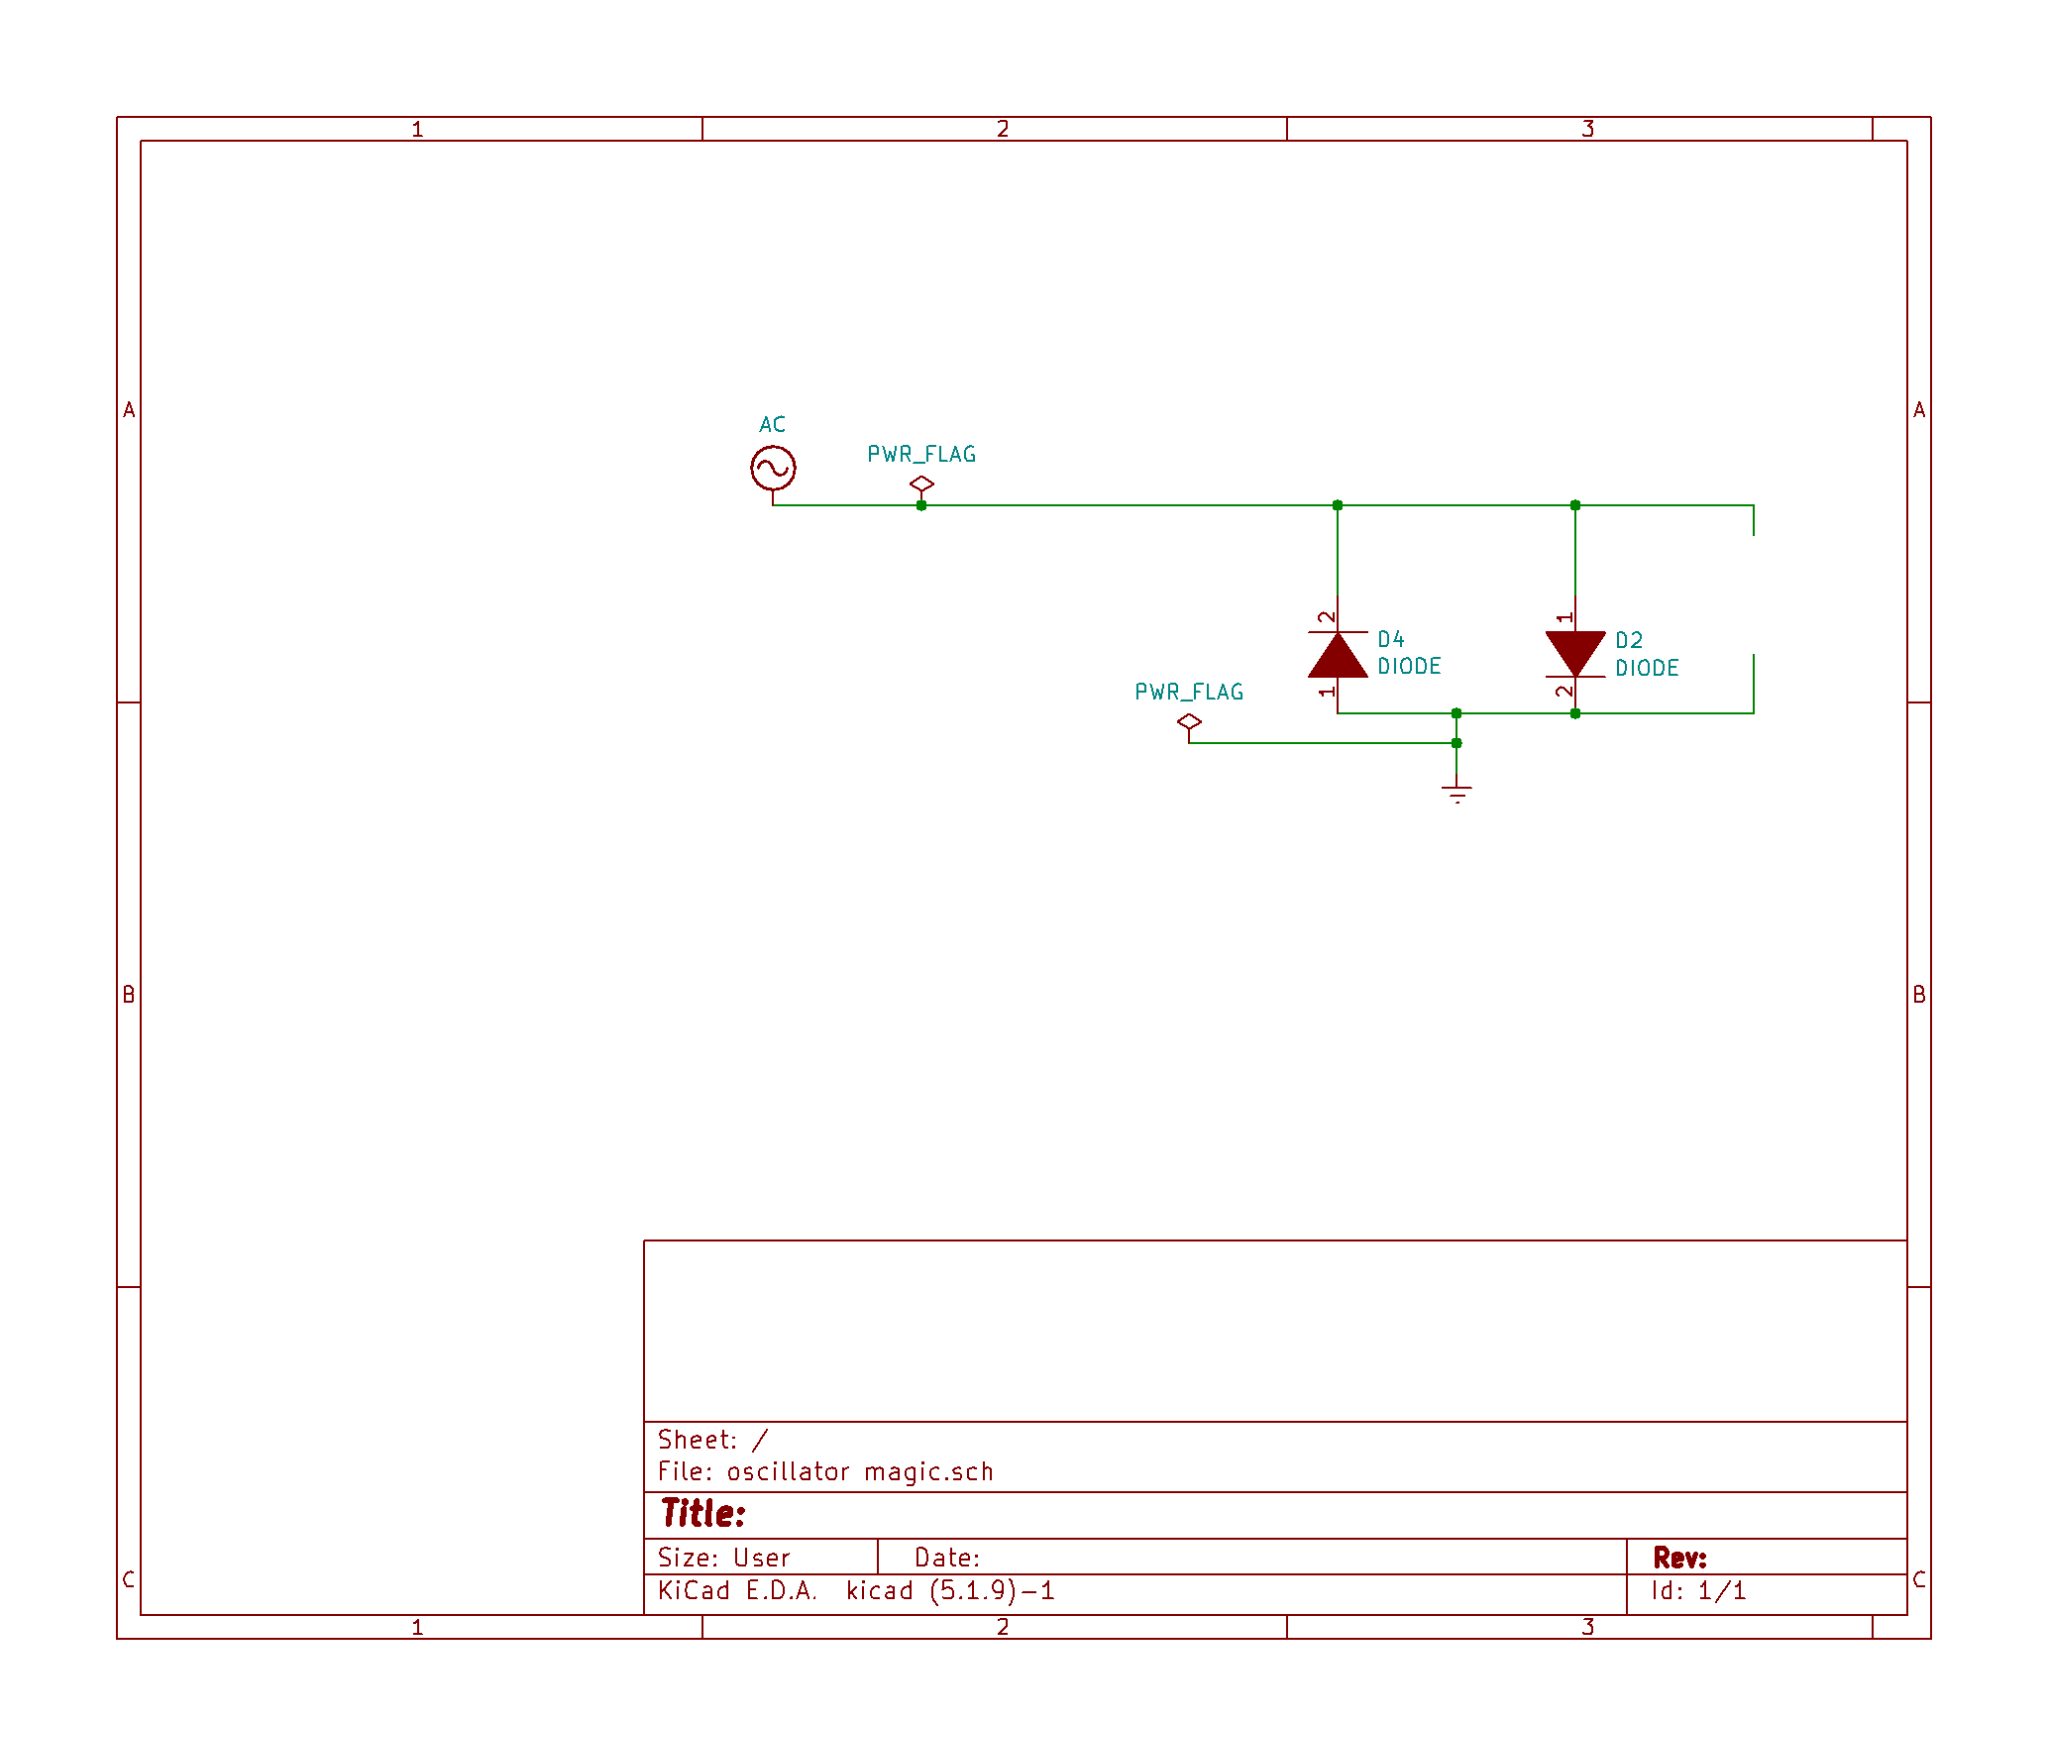 1 2 3
A A
AC
PWR_FLAG
2 1
D4 D2
DIODE DIODE
1 2
PWR_FLAG
B B
Sheet: /
File: oscillator magic.sch
Title:
Size: User Date: Rev:
KiCad E.D.A. kicad (5.1.9)-1 Id: 1/1
C C
1 2 3